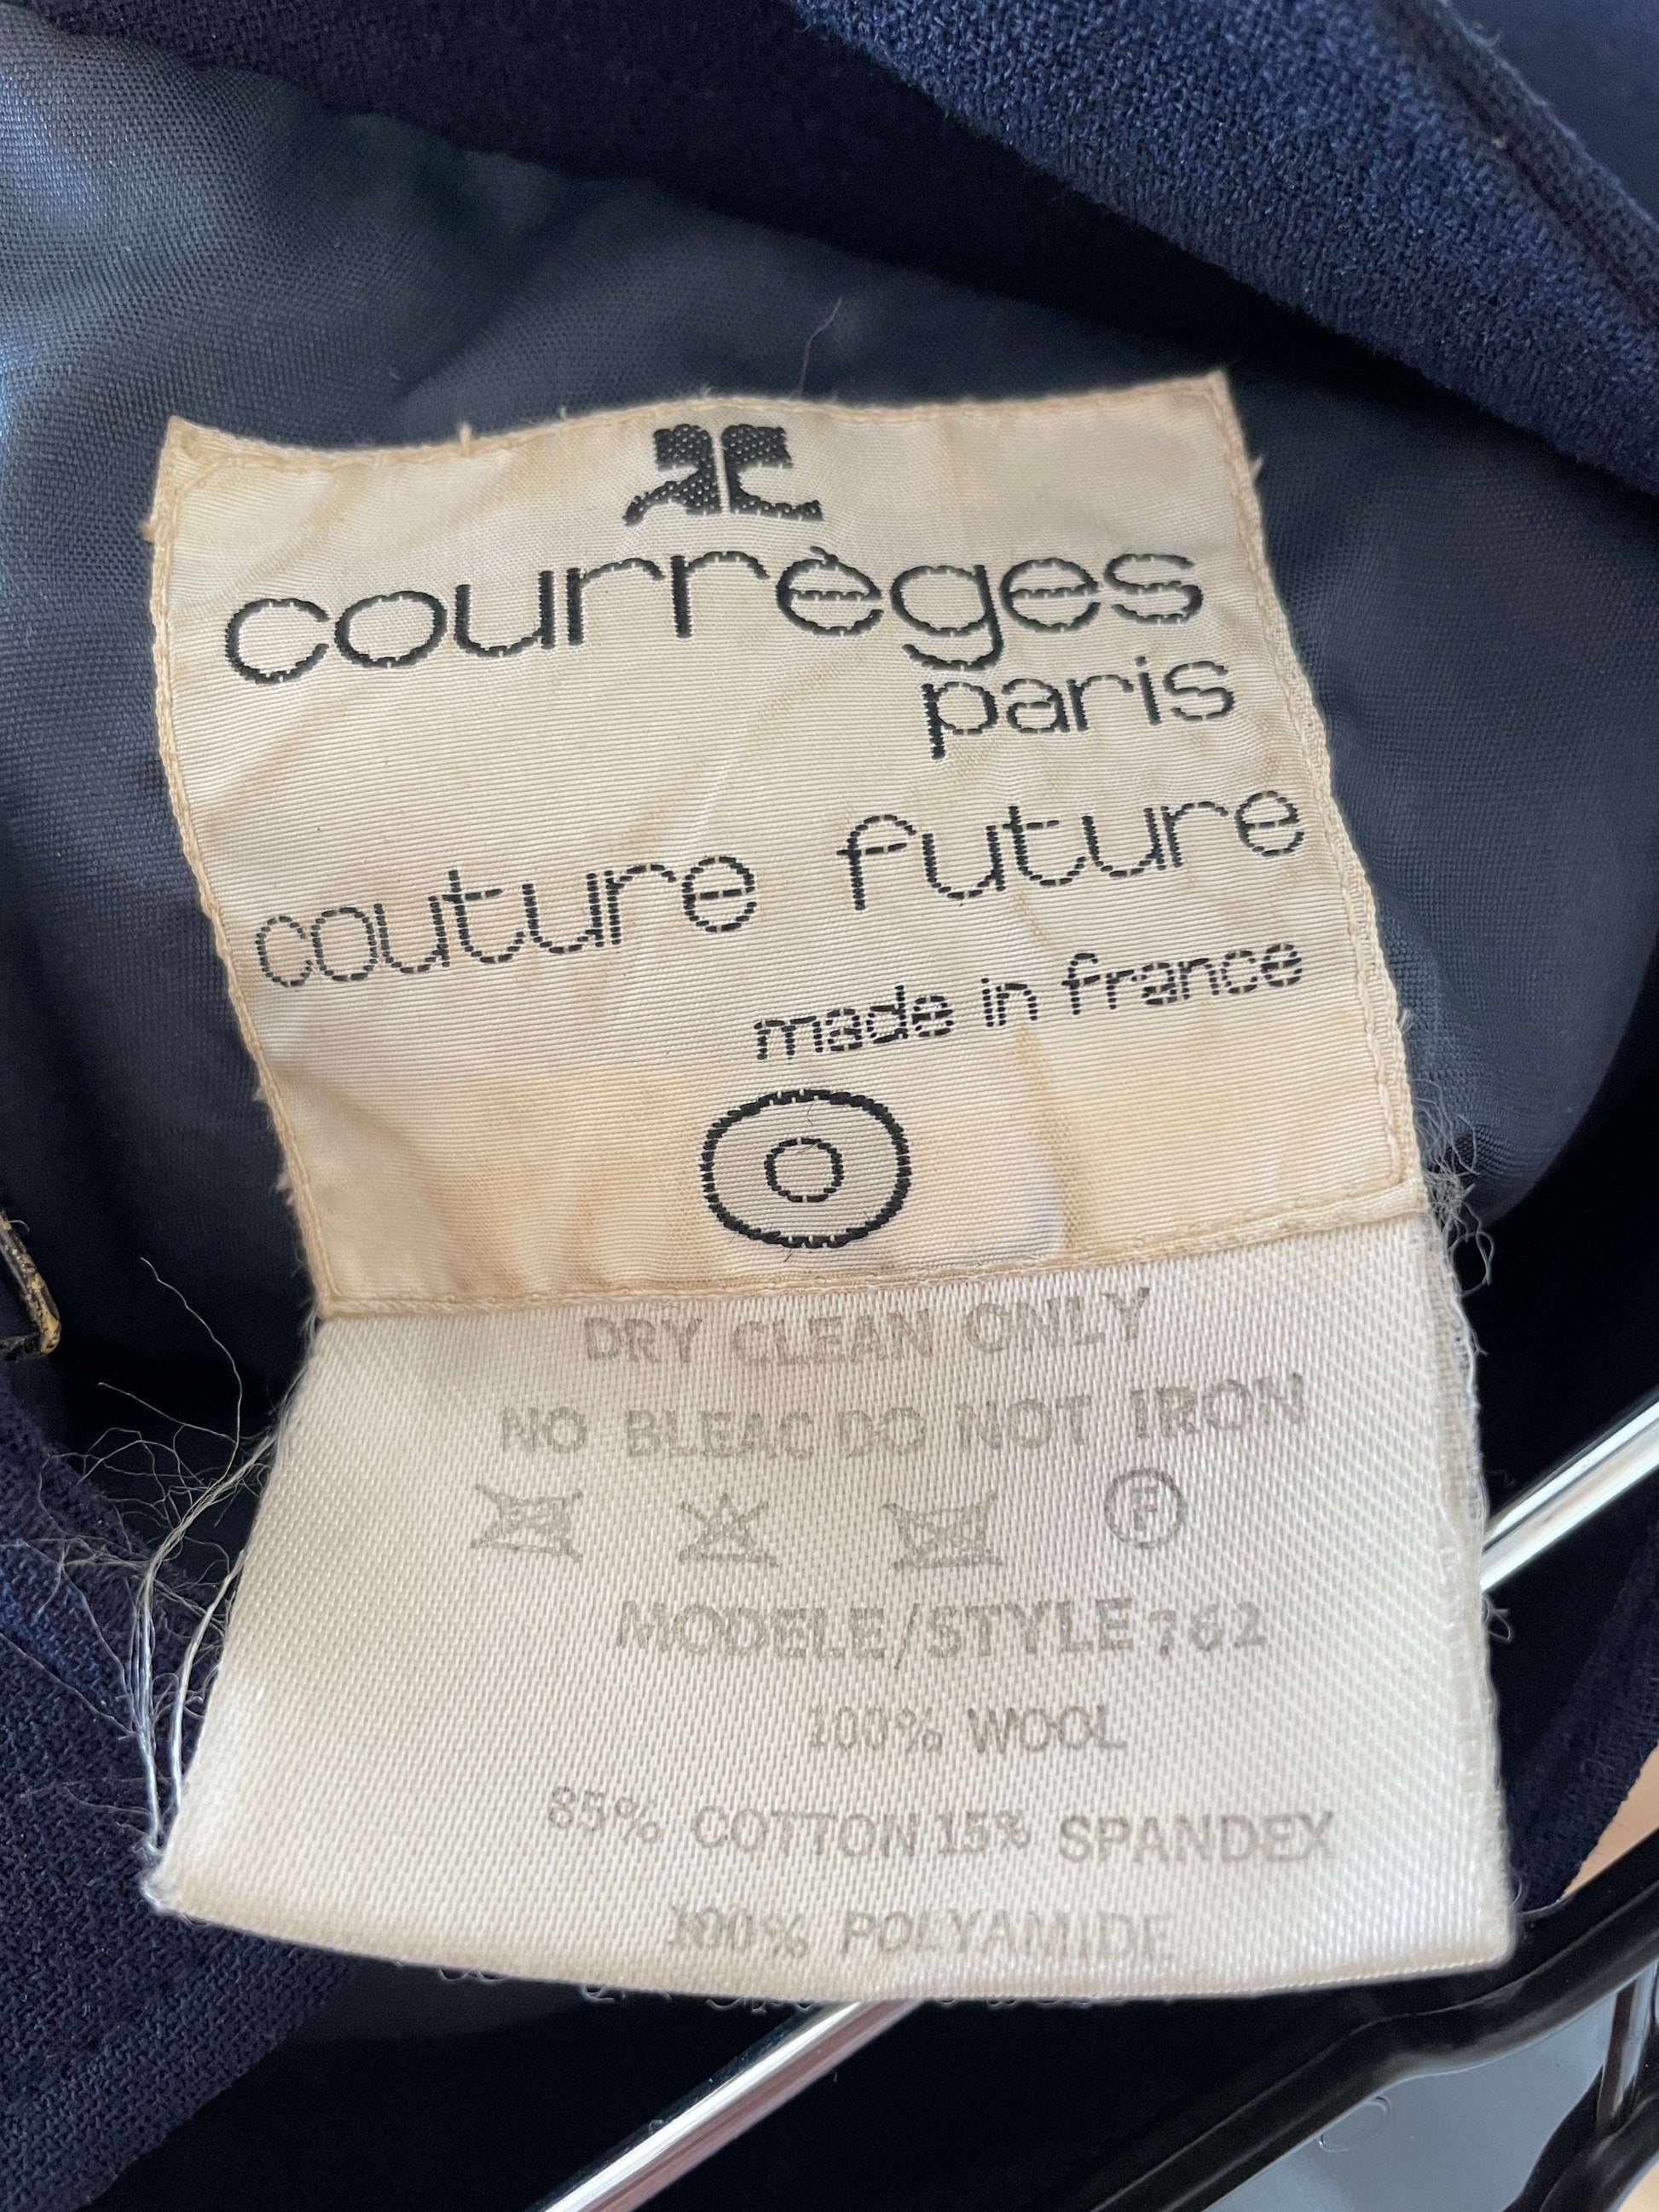 courrèges
paris
couture future
made in france
O
DRY CLEAN ONLY
NO BLEAC DO NOT IRON
F
MODELE/STYLE 762
100% WOOL
85% COTTON 15% SPANDEX
100% POLYAMIDE